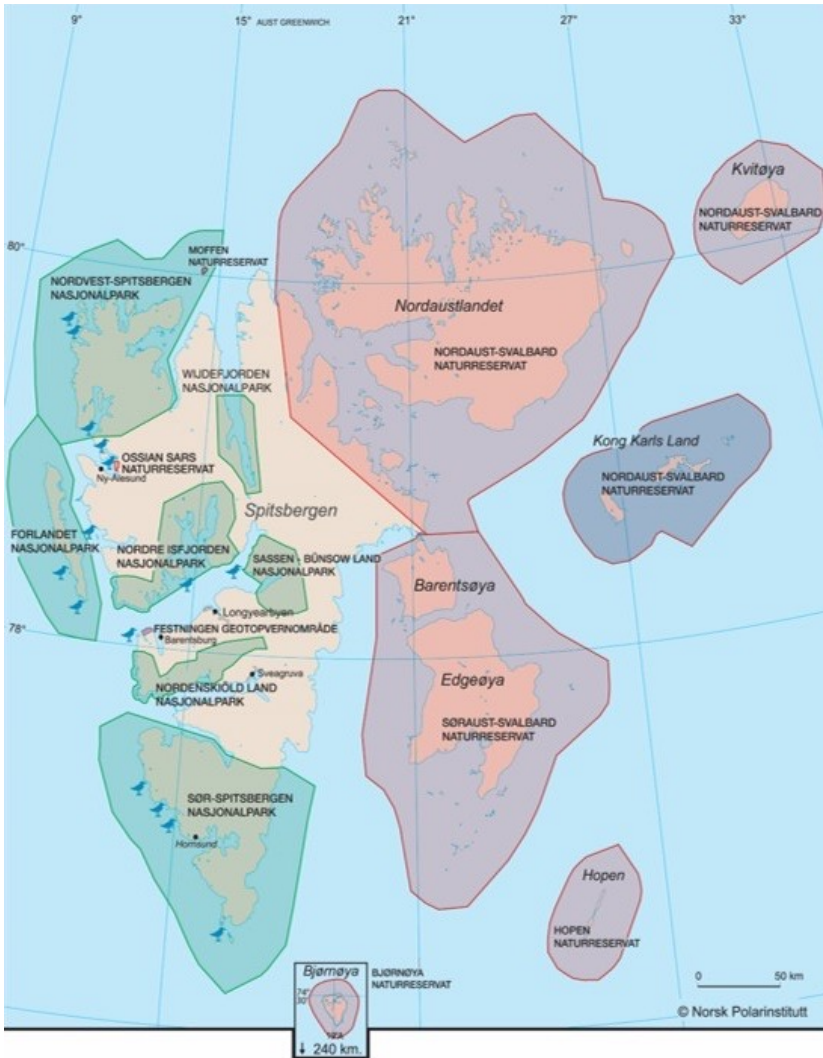 9°
15° AUST GREENWICH
21°
27°
33°
Kvitøya
NORDAUST-SVALBARD
NATURRESERVAT
80°
MOFFEN
NATURRESERVAT
NORDVEST-SPITSBERGEN
NASJONALPARK
Nordaustlandet
NORDAUST-SVALBARD
NATURRESERVAT
WIJDEFJORDEN
NASJONALPARK
Kong Karls Land
NORDAUST-SVALBARD
NATURRESERVAT
OSSIAN SARS
NATURRESERVAT
Ny-Ålesund
Spitsbergen
FORLANDET
NASJONALPARK
NORDRE ISFJORDEN
NASJONALPARK
SASSEN - BÜNSOW LAND
NASJONALPARK
Barentsøya
Longyearbyen
78°
FESTNINGEN GEOTOPVERNOMRÅDE
Barentsburg
Sveagruva
NORDENSKIÖLD LAND
NASJONALPARK
Edgeøya
SØRAUST-SVALBARD
NATURRESERVAT
SØR-SPITSBERGEN
NASJONALPARK
Hornsund
Hopen
HOPEN
NATURRESERVAT
Bjørnøya
74°
30'
BJØRNØYA
NATURRESERVAT
↓ 240 km.
0 50 km
© Norsk Polarinstitutt